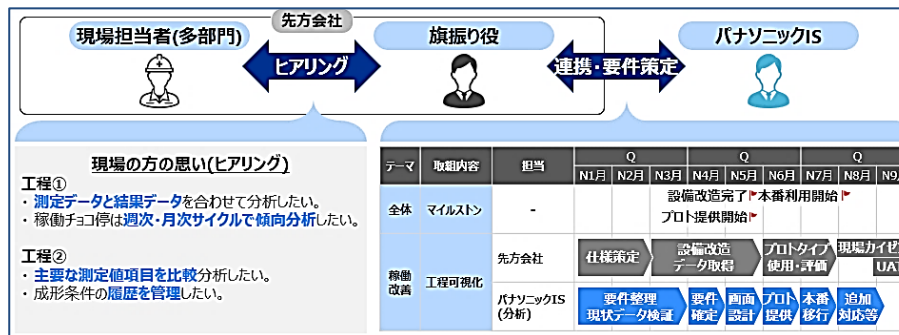 先方会社
現場担当者(多部門)
旗振り役
パナソニックIS
ヒアリング
連携・要件策定
現場の方の思い(ヒアリング)
工程①
・測定データと結果データを合わせて分析したい。
・稼働チョコ停は週次・月次サイクルで傾向分析したい。
工程②
・主要な測定値項目を比較分析したい。
・成形条件の履歴を管理したい。
テーマ 取組内容 担当 Q Q Q
N1月 N2月 N3月 N4月 N5月 N6月 N7月 N8月 N9
全体 マイルストン -
設備改造完了 本番利用開始
プロト提供開始
稼働
改善
工程可視化
先方会社
仕様策定
設備改造
データ取得
プロトタイプ
使用・評価
現場カイゼ
UAT
パナソニックIS
(分析)
要件整理
現状データ検証
要件
確定
画面
設計
プロト
提供
本番
移行
追加
対応等